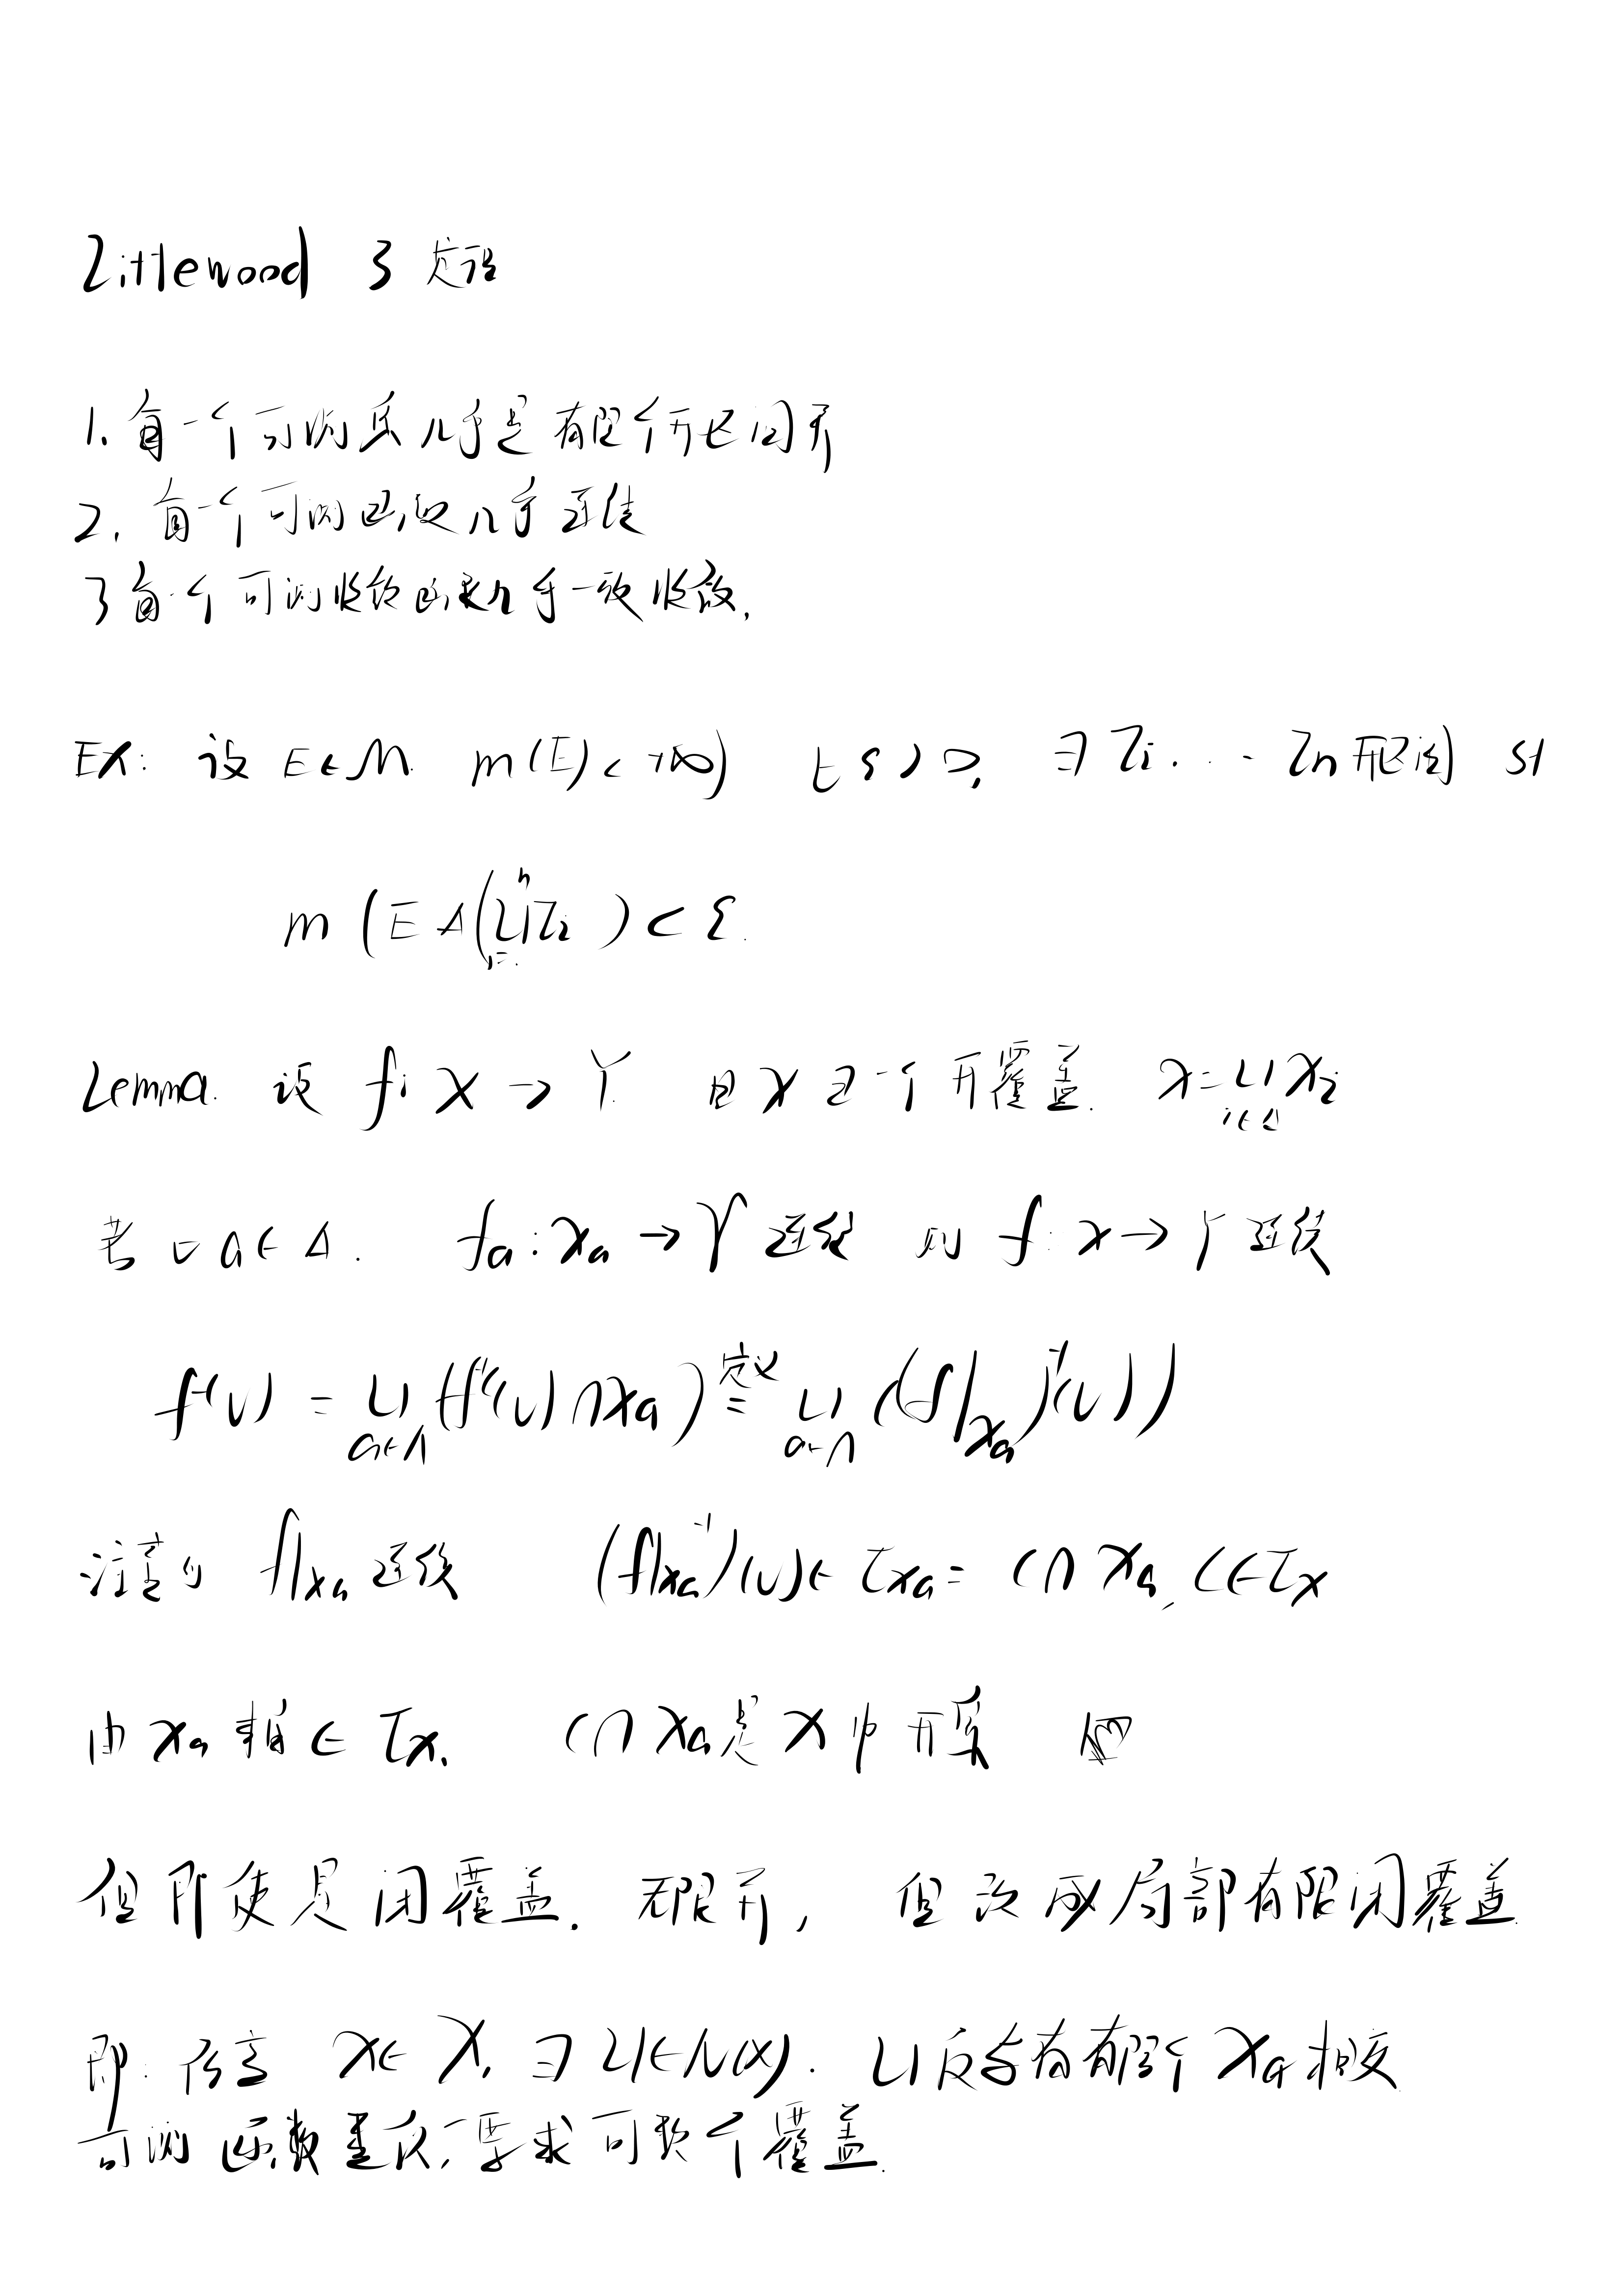 Littlewood 3 定理
1. 每一个可测集几乎是有限个开区间并
2. 每一个可测函数几乎连续
3 每个可测收敛函数几乎一致收敛.
EX: 设 E∈M. m(E)<+∞) ∀ε>0, ∃ I₁... In 开区间 st
m(E Δ(⋃ⁿᵢ₌₁Iᵢ )<ε.
Lemma. 设 f: X → Y. 且 X 是一个开覆盖. X=⋃_{i∈Δ} Xᵢ
若 ∀ a∈Δ. fa: Xa → Y 连续 则 f: X → Y 连续
f⁻¹(U) = ⋃_{a∈Λ} (f⁻¹(U)∩Xa) 定义= ⋃_{a∈Λ} (f|_{Xa})⁻¹(U))
注意到 f|Xa 连续 (f|Xa⁻¹)(U)∈ τXa = C∩Xa, C∈τX
由 Xa ∈ τX. C∩Xa 是 X 中开集
但即使是闭覆盖. 无限并, 但改成局部有限闭覆盖.
即: 任意 x∈X, ∃ U∈N(x). U 反与有有限个 Xa 相交
可测函数里仅要求可数个覆盖.